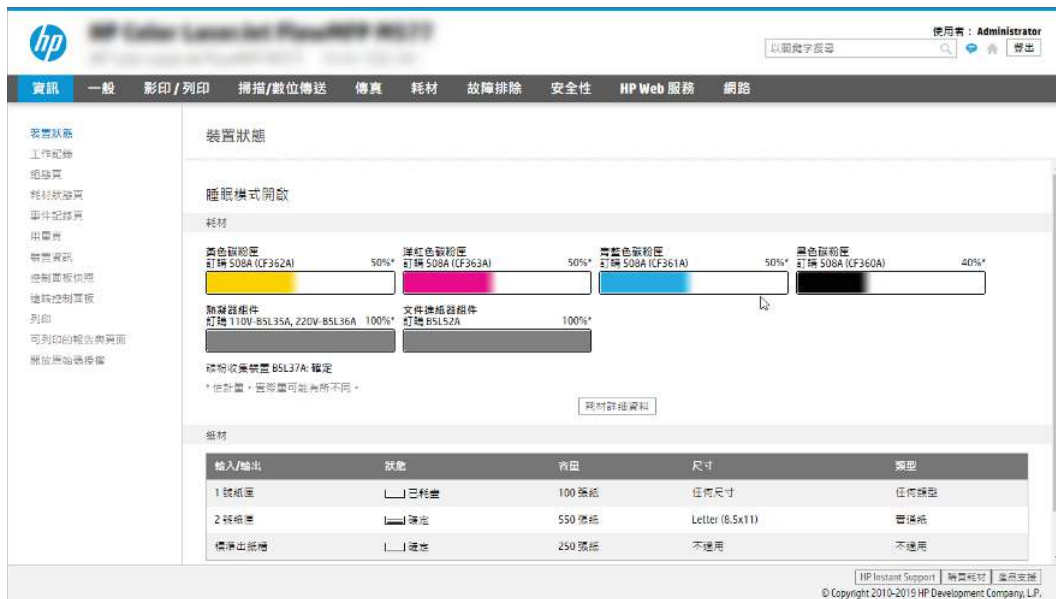 hp
使用者： Administrator
以關鍵字搜尋
登出
資訊 一般 影印 / 列印 掃描/數位傳送 傳真 耗材 故障排除 安全性 HP Web 服務 網路
裝置狀態
工作記錄
組態頁
耗材狀態頁
事件記錄頁
用量頁
裝置資訊
控制面板快照
遠端控制面板
列印
可列印的報告與頁面
開放原始碼授權
裝置狀態
睡眠模式開啟
耗材
黃色碳粉匣
訂購 508A (CF362A) 50%*
洋紅色碳粉匣
訂購 508A (CF363A) 50%*
青藍色碳粉匣
訂購 508A (CF361A) 50%*
黑色碳粉匣
訂購 508A (CF360A) 40%*
熱凝器組件
訂購 110V-B5L35A, 220V-B5L36A 100%*
文件進紙器組件
訂購 B5L52A 100%*
碳粉收集裝置 B5L37A: 確定
* 估計量。實際量可能有所不同。
耗材詳細資料
紙材
輸入/輸出 狀態 容量 尺寸 類型
1 號紙匣 已耗盡 100 張紙 任何尺寸 任何類型
2 號紙匣 確定 550 張紙 Letter (8.5x11) 普通紙
標準出紙槽 確定 250 張紙 不適用 不適用
HP Instant Support 購買耗材 產品支援
© Copyright 2010-2019 HP Development Company, L.P.